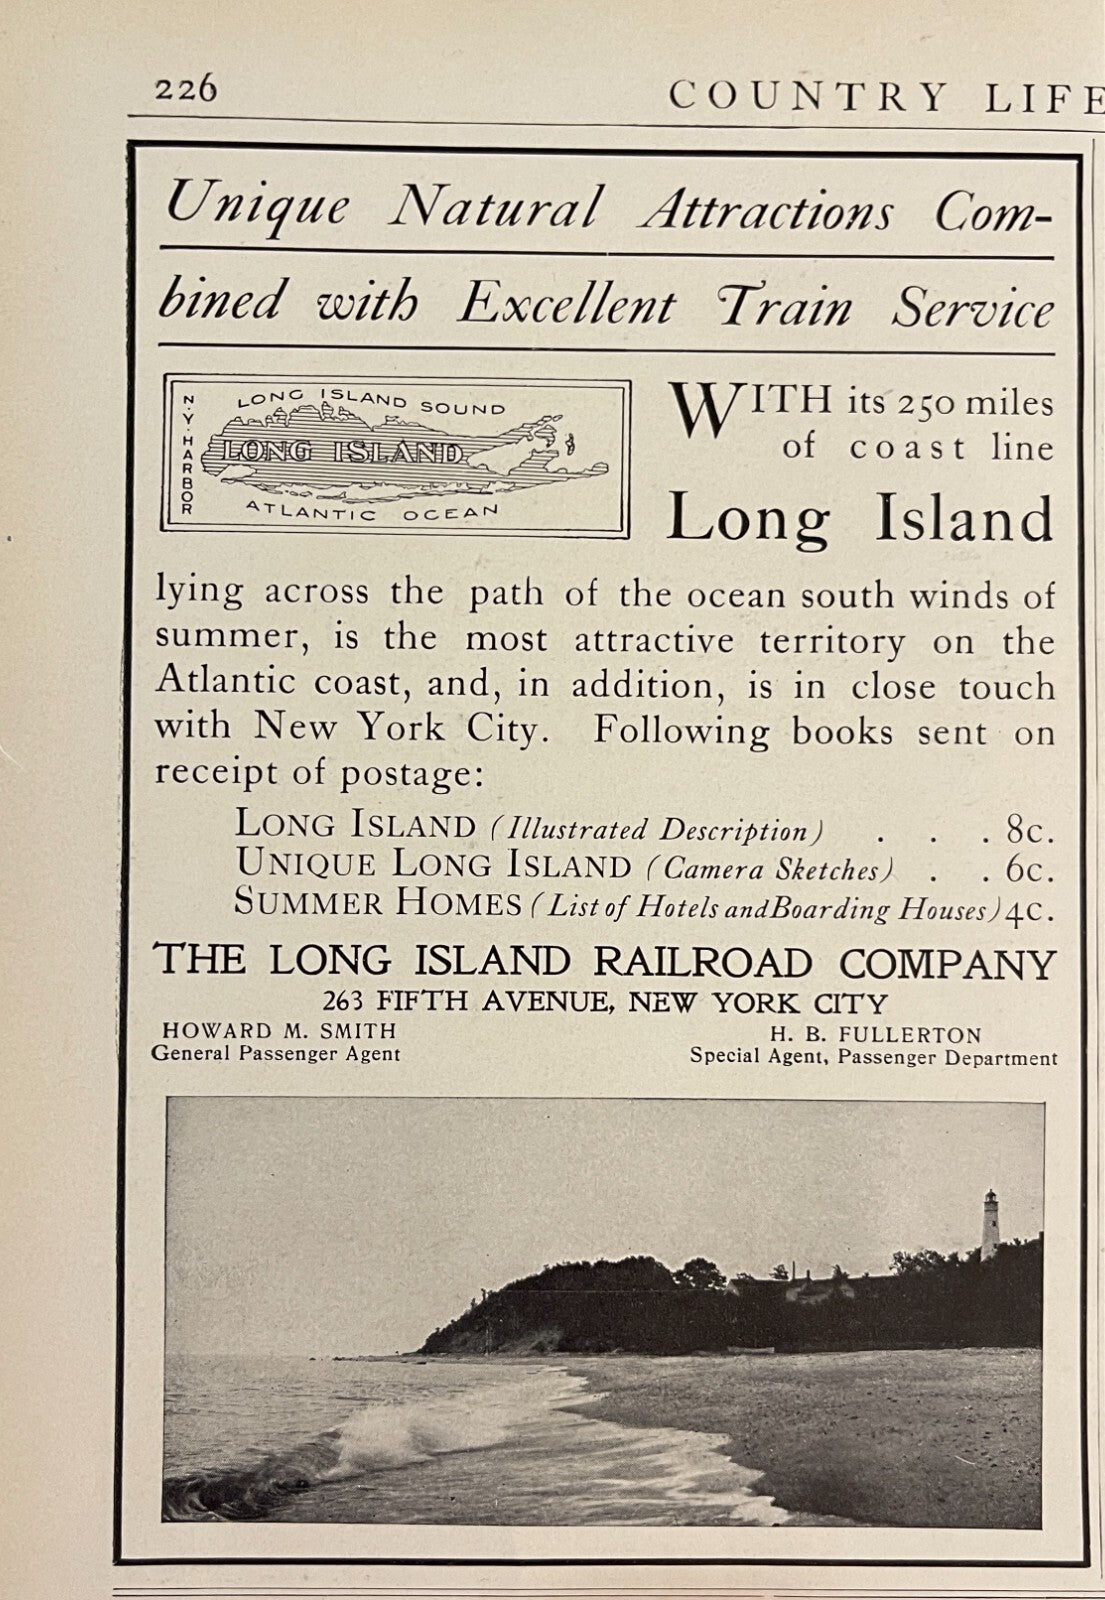 226
COUNTRY LIFE
Unique Natural Attractions Com-
bined with Excellent Train Service
N.Y. HARBOR
LONG ISLAND SOUND
LONG ISLAND
ATLANTIC OCEAN
WITH its 250 miles
of coast line
Long Island
lying across the path of the ocean south winds of
summer, is the most attractive territory on the
Atlantic coast, and, in addition, is in close touch
with New York City. Following books sent on
receipt of postage:
LONG ISLAND (Illustrated Description) . . . 8c.
UNIQUE LONG ISLAND (Camera Sketches) . . 6c.
SUMMER HOMES (List of Hotels and Boarding Houses) 4c.
THE LONG ISLAND RAILROAD COMPANY
263 FIFTH AVENUE, NEW YORK CITY
HOWARD M. SMITH
General Passenger Agent
H. B. FULLERTON
Special Agent, Passenger Department